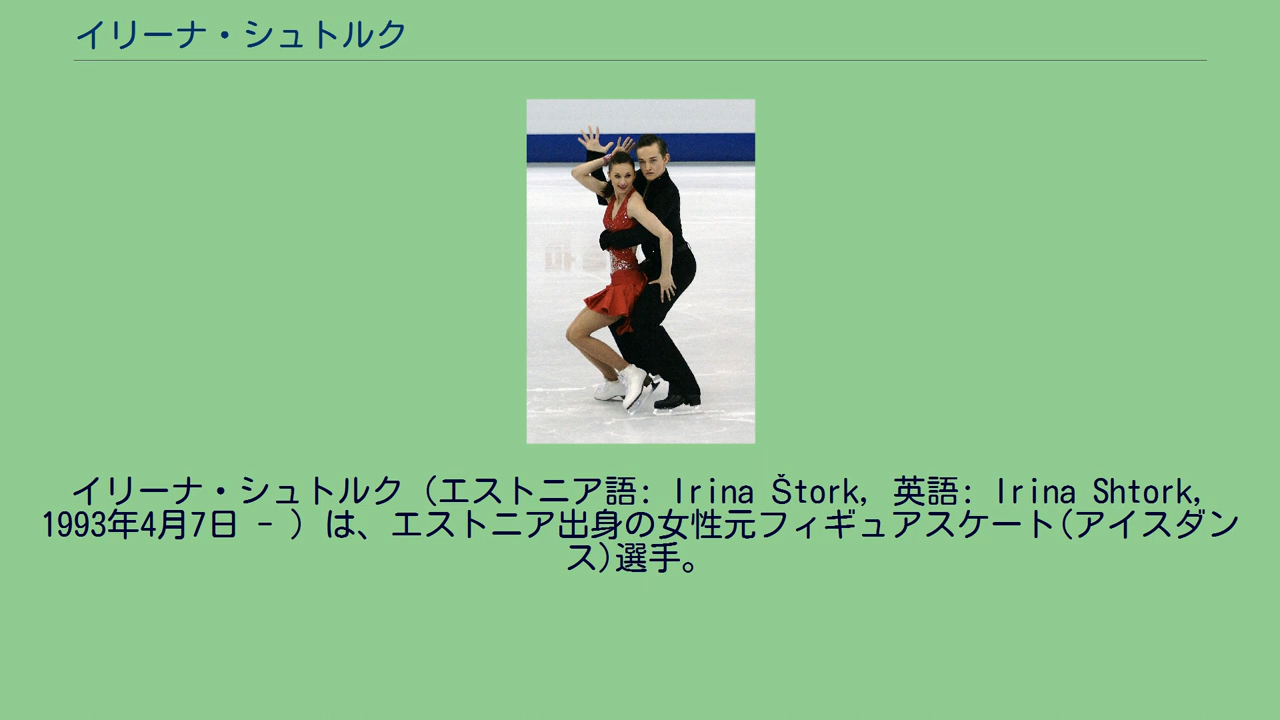 イリーナ・シュトルク
イリーナ・シュトルク（エストニア語: Irina Štork, 英語: Irina Shtork,
1993年4月7日 - ）は、エストニア出身の女性元フィギュアスケート(アイスダン
ス)選手。